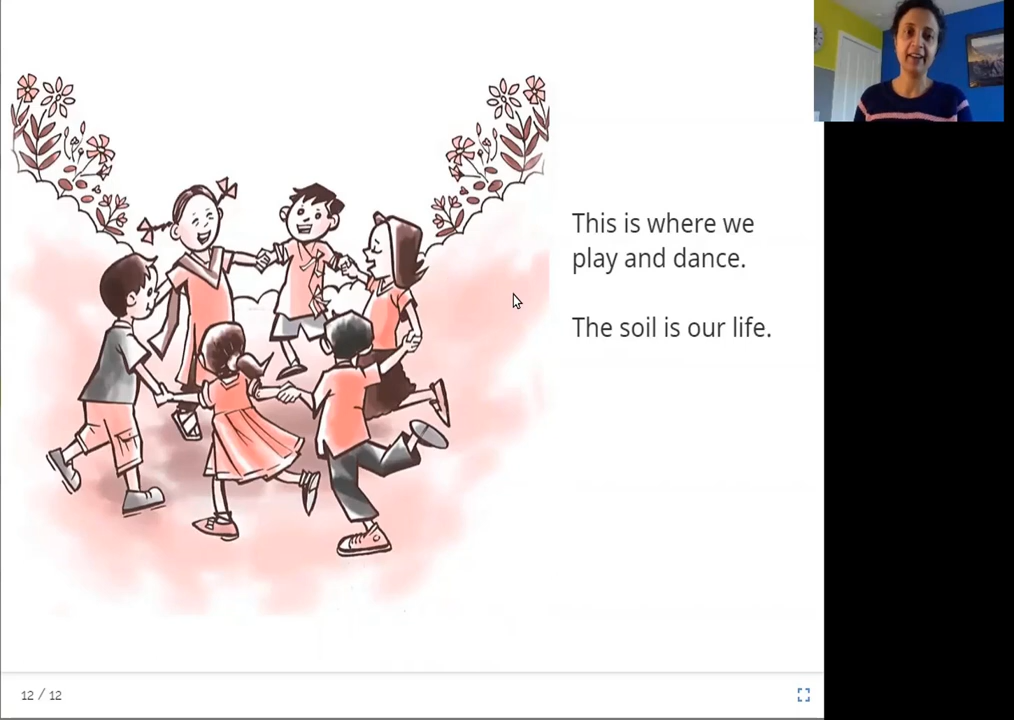 This is where we
play and dance.
The soil is our life.
12 / 12